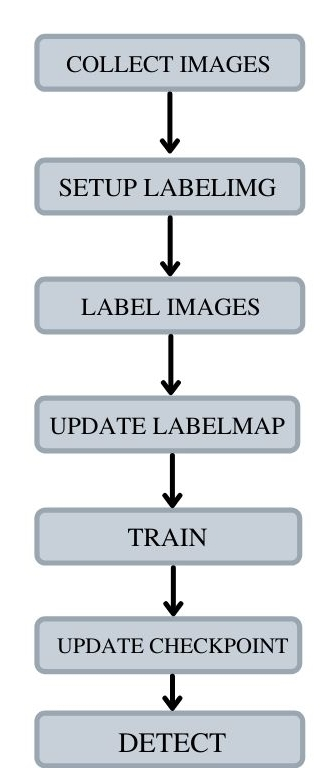 COLLECT IMAGES
SETUP LABELIMG
LABEL IMAGES
UPDATE LABELMAP
TRAIN
UPDATE CHECKPOINT
DETECT